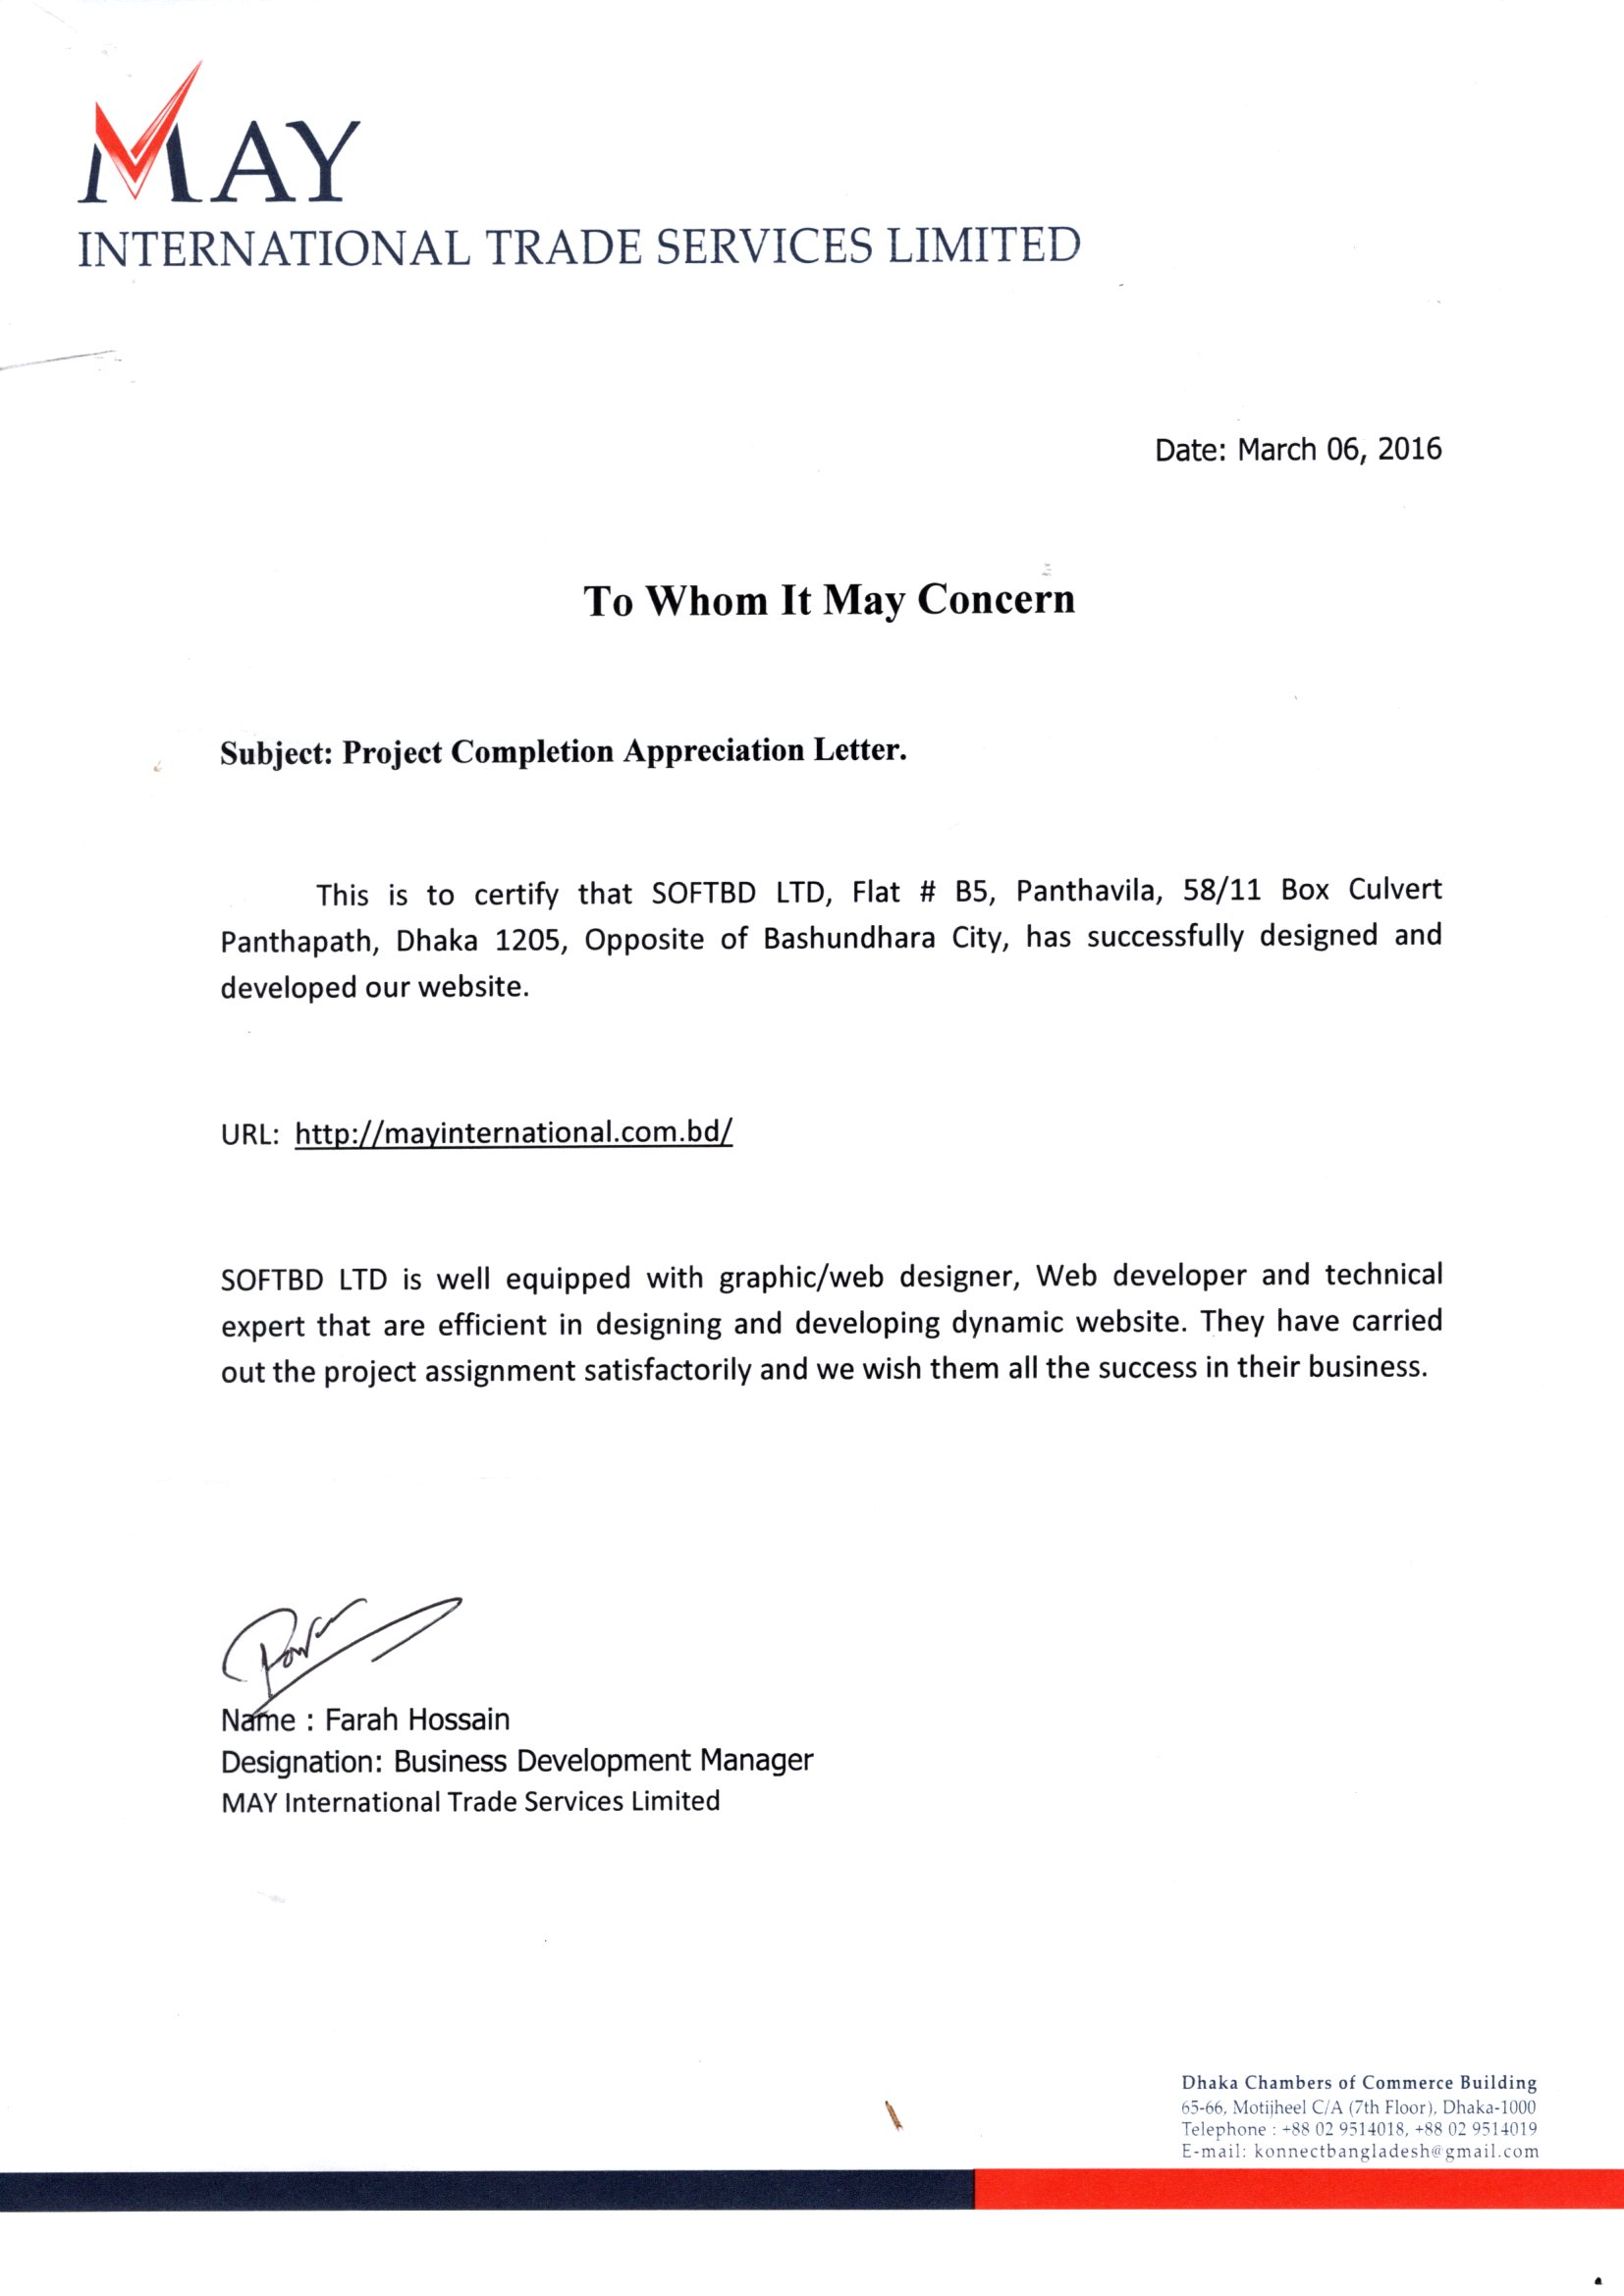 MAY
INTERNATIONAL TRADE SERVICES LIMITED
Date: March 06, 2016
To Whom It May Concern
Subject: Project Completion Appreciation Letter.
This is to certify that SOFTBD LTD, Flat # B5, Panthavila, 58/11 Box Culvert
Panthapath, Dhaka 1205, Opposite of Bashundhara City, has successfully designed and
developed our website.
URL: http://mayinternational.com.bd/
SOFTBD LTD is well equipped with graphic/web designer, Web developer and technical
expert that are efficient in designing and developing dynamic website. They have carried
out the project assignment satisfactorily and we wish them all the success in their business.
Name : Farah Hossain
Designation: Business Development Manager
MAY International Trade Services Limited
Dhaka Chambers of Commerce Building
65-66, Motijheel C/A (7th Floor), Dhaka-1000
Telephone : +88 02 9514018, +88 02 9514019
E-mail: konnectbangladesh@gmail.com